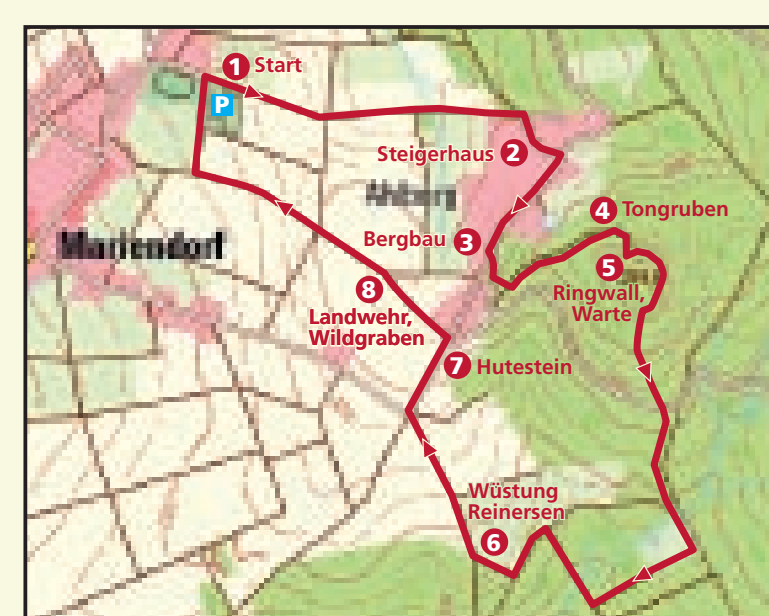 1 Start
P
Steigerhaus 2
Ahlberg
4 Tongruben
Mariendorf
Bergbau 3
5
Ringwall,
Warte
8
Landwehr,
Wildgraben
7 Hutestein
Wüstung
Reinersen
6